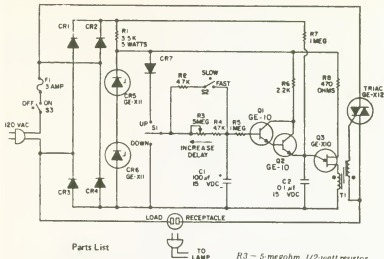 CR1
CR2
R1
3.5K
5 WATTS
CR7
R7
1 MEG
R2
47K
SLOW
FAST
S2
R6
2.2K
R8
470
OHMS
TRIAC
GE-X12
F1
3 AMP
OFF
ON
S3
120 VAC
CR5
GE-X11
UP
S1
R3
5MEG
R4
47K
R5
1MEG
Q1
GE-10
Q2
GE-10
Q3
GE-X10
DOWN
INCREASE
DELAY
CR6
GE-X11
C1
100µf
15 VDC
C2
0.1µf
15 VDC
T1
CR3
CR4
LOAD
RECEPTACLE
TO
LAMP
Parts List
R3 – 5-megohm, 1/2-watt resistor